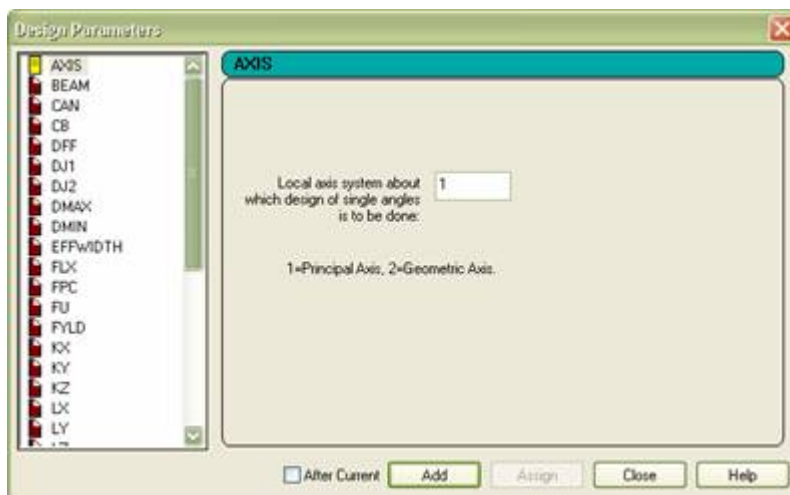 Design Parameters
AXIS
BEAM
CAN
CB
DFF
DJ1
DJ2
DMAX
DMIN
EFFWIDTH
FLX
FPC
FU
FYLD
KX
KY
KZ
LX
LY
AXIS
Local axis system about
which design of single angles
is to be done:
1
1=Principal Axis, 2=Geometric Axis.
After Current
Add
Assign
Close
Help